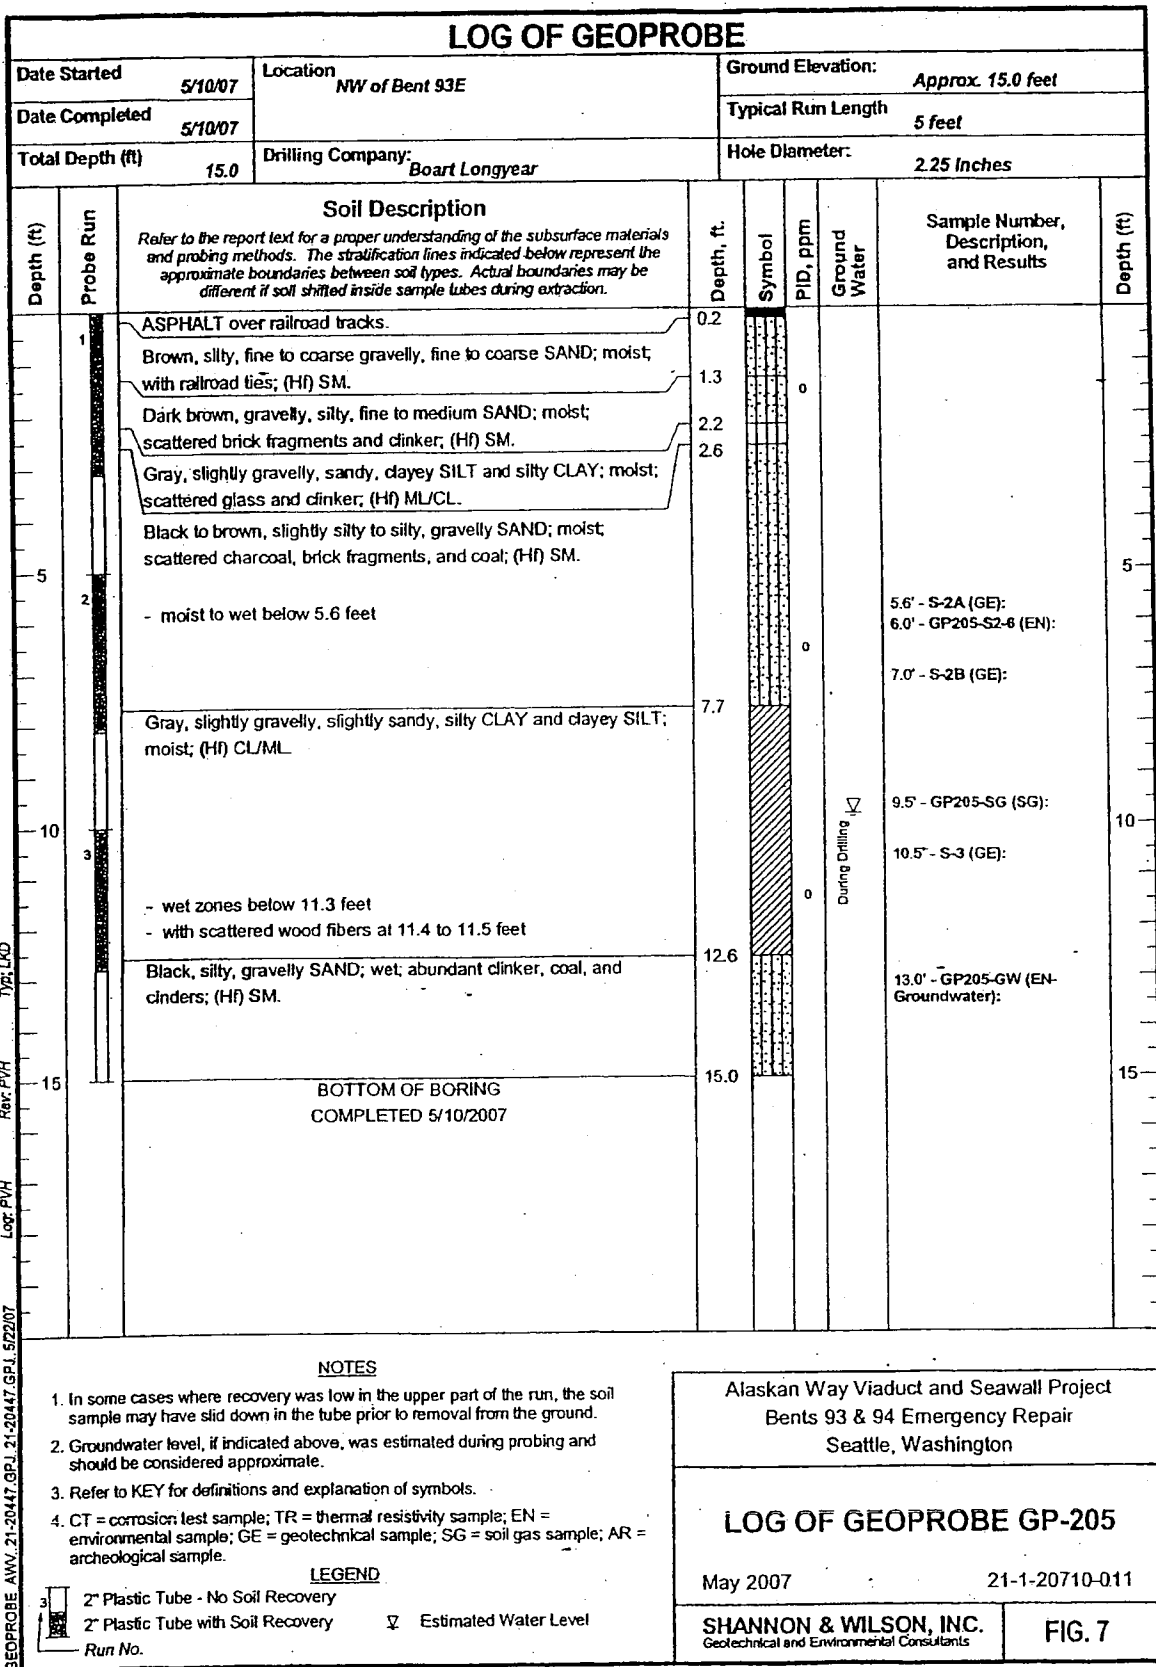 LOG OF GEOPROBE
Date Started 5/10/07
Location NW of Bent 93E
Ground Elevation: Approx. 15.0 feet
Date Completed 5/10/07
Typical Run Length 5 feet
Total Depth (ft) 15.0
Drilling Company: Boart Longyear
Hole Diameter: 2.25 Inches
Depth (ft)
Probe Run
Soil Description
Refer to the report text for a proper understanding of the subsurface materials
and probing methods. The stratification lines indicated below represent the
approximate boundaries between soil types. Actual boundaries may be
different if soil shifted inside sample tubes during extraction.
Depth, ft.
Symbol
PID, ppm
Ground
Water
Sample Number,
Description,
and Results
Depth (ft)
ASPHALT over railroad tracks.
0.2
1
Brown, silty, fine to coarse gravelly, fine to coarse SAND; moist;
with railroad ties; (Hf) SM.
1.3
0
Dark brown, gravelly, silty, fine to medium SAND; moist;
scattered brick fragments and clinker; (Hf) SM.
2.2
Gray, slightly gravelly, sandy, clayey SILT and silty CLAY; moist;
scattered glass and clinker; (Hf) ML/CL.
2.6
Black to brown, slightly silty to silty, gravelly SAND; moist;
scattered charcoal, brick fragments, and coal; (Hf) SM.
5
5
2
- moist to wet below 5.6 feet
5.6' - S-2A (GE):
6.0' - GP205-S2-6 (EN):
0
7.0' - S-2B (GE):
7.7
Gray, slightly gravelly, slightly sandy, silty CLAY and clayey SILT;
moist; (Hf) CL/ML
During Drilling
9.5' - GP205-SG (SG):
10
10
3
10.5' - S-3 (GE):
0
- wet zones below 11.3 feet
- with scattered wood fibers at 11.4 to 11.5 feet
12.6
Black, silty, gravelly SAND; wet; abundant clinker, coal, and
cinders; (Hf) SM.
13.0' - GP205-GW (EN-
Groundwater):
15
15.0
15
BOTTOM OF BORING
COMPLETED 5/10/2007
GEOPROBE AWV. 21-20447.GPJ. 21-20447.GPJ. 5/22/07 Log: PVH Rev: PVH Typ: LKD
NOTES
1. In some cases where recovery was low in the upper part of the run, the soil
sample may have slid down in the tube prior to removal from the ground.
2. Groundwater level, if indicated above, was estimated during probing and
should be considered approximate.
3. Refer to KEY for definitions and explanation of symbols.
4. CT = corrosion test sample; TR = thermal resistivity sample; EN =
environmental sample; GE = geotechnical sample; SG = soil gas sample; AR =
archeological sample.
LEGEND
3
2" Plastic Tube - No Soil Recovery
2" Plastic Tube with Soil Recovery
Estimated Water Level
Run No.
Alaskan Way Viaduct and Seawall Project
Bents 93 & 94 Emergency Repair
Seattle, Washington
LOG OF GEOPROBE GP-205
May 2007
21-1-20710-011
SHANNON & WILSON, INC.
Geotechnical and Environmental Consultants
FIG. 7